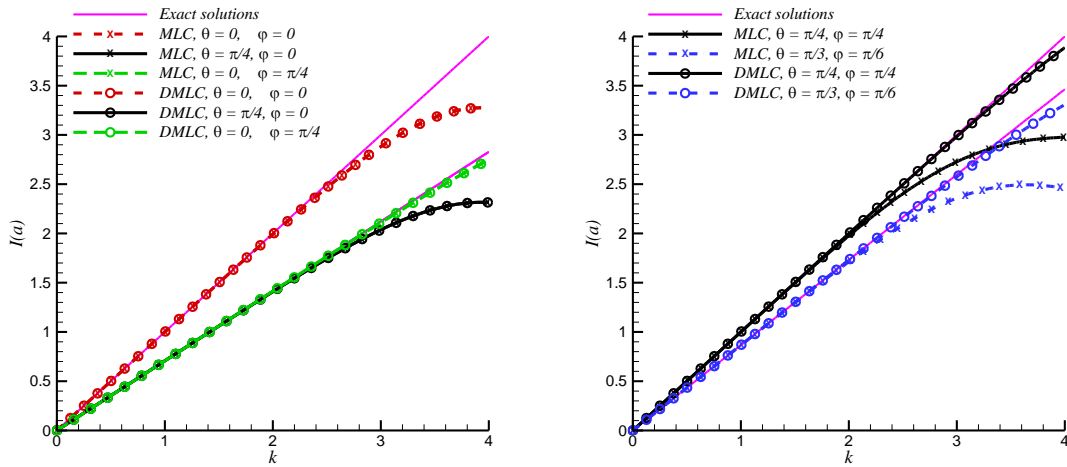 Exact solutions
MLC, θ = 0, φ = 0
MLC, θ = π/4, φ = 0
MLC, θ = 0, φ = π/4
DMLC, θ = 0, φ = 0
DMLC, θ = π/4, φ = 0
DMLC, θ = 0, φ = π/4
I(a)
4
3.5
3
2.5
2
1.5
1
0.5
0
0
1
2
3
4
k
Exact solutions
MLC, θ = π/4, φ = π/4
MLC, θ = π/3, φ = π/6
DMLC, θ = π/4, φ = π/4
DMLC, θ = π/3, φ = π/6
I(a)
4
3.5
3
2.5
2
1.5
1
0.5
0
0
1
2
3
4
k